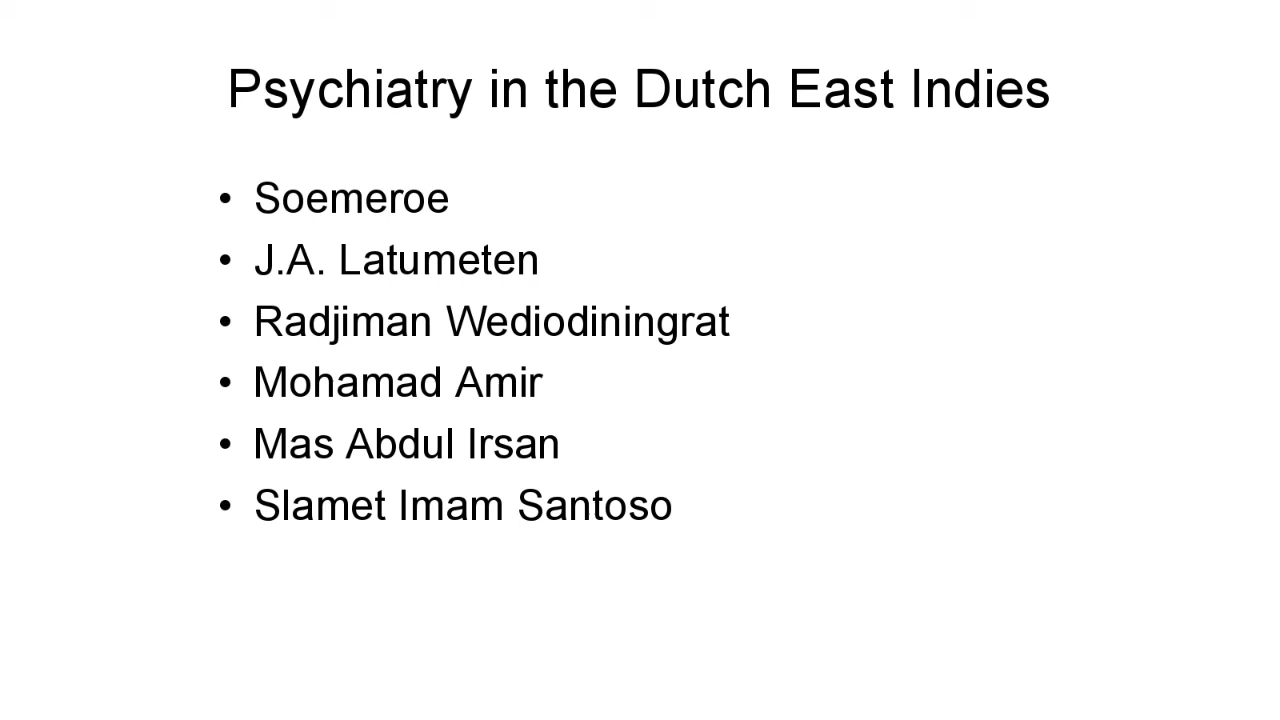 Psychiatry in the Dutch East Indies
• Soemeroe
• J.A. Latumeten
• Radjiman Wediodiningrat
• Mohamad Amir
• Mas Abdul Irsan
• Slamet Imam Santoso